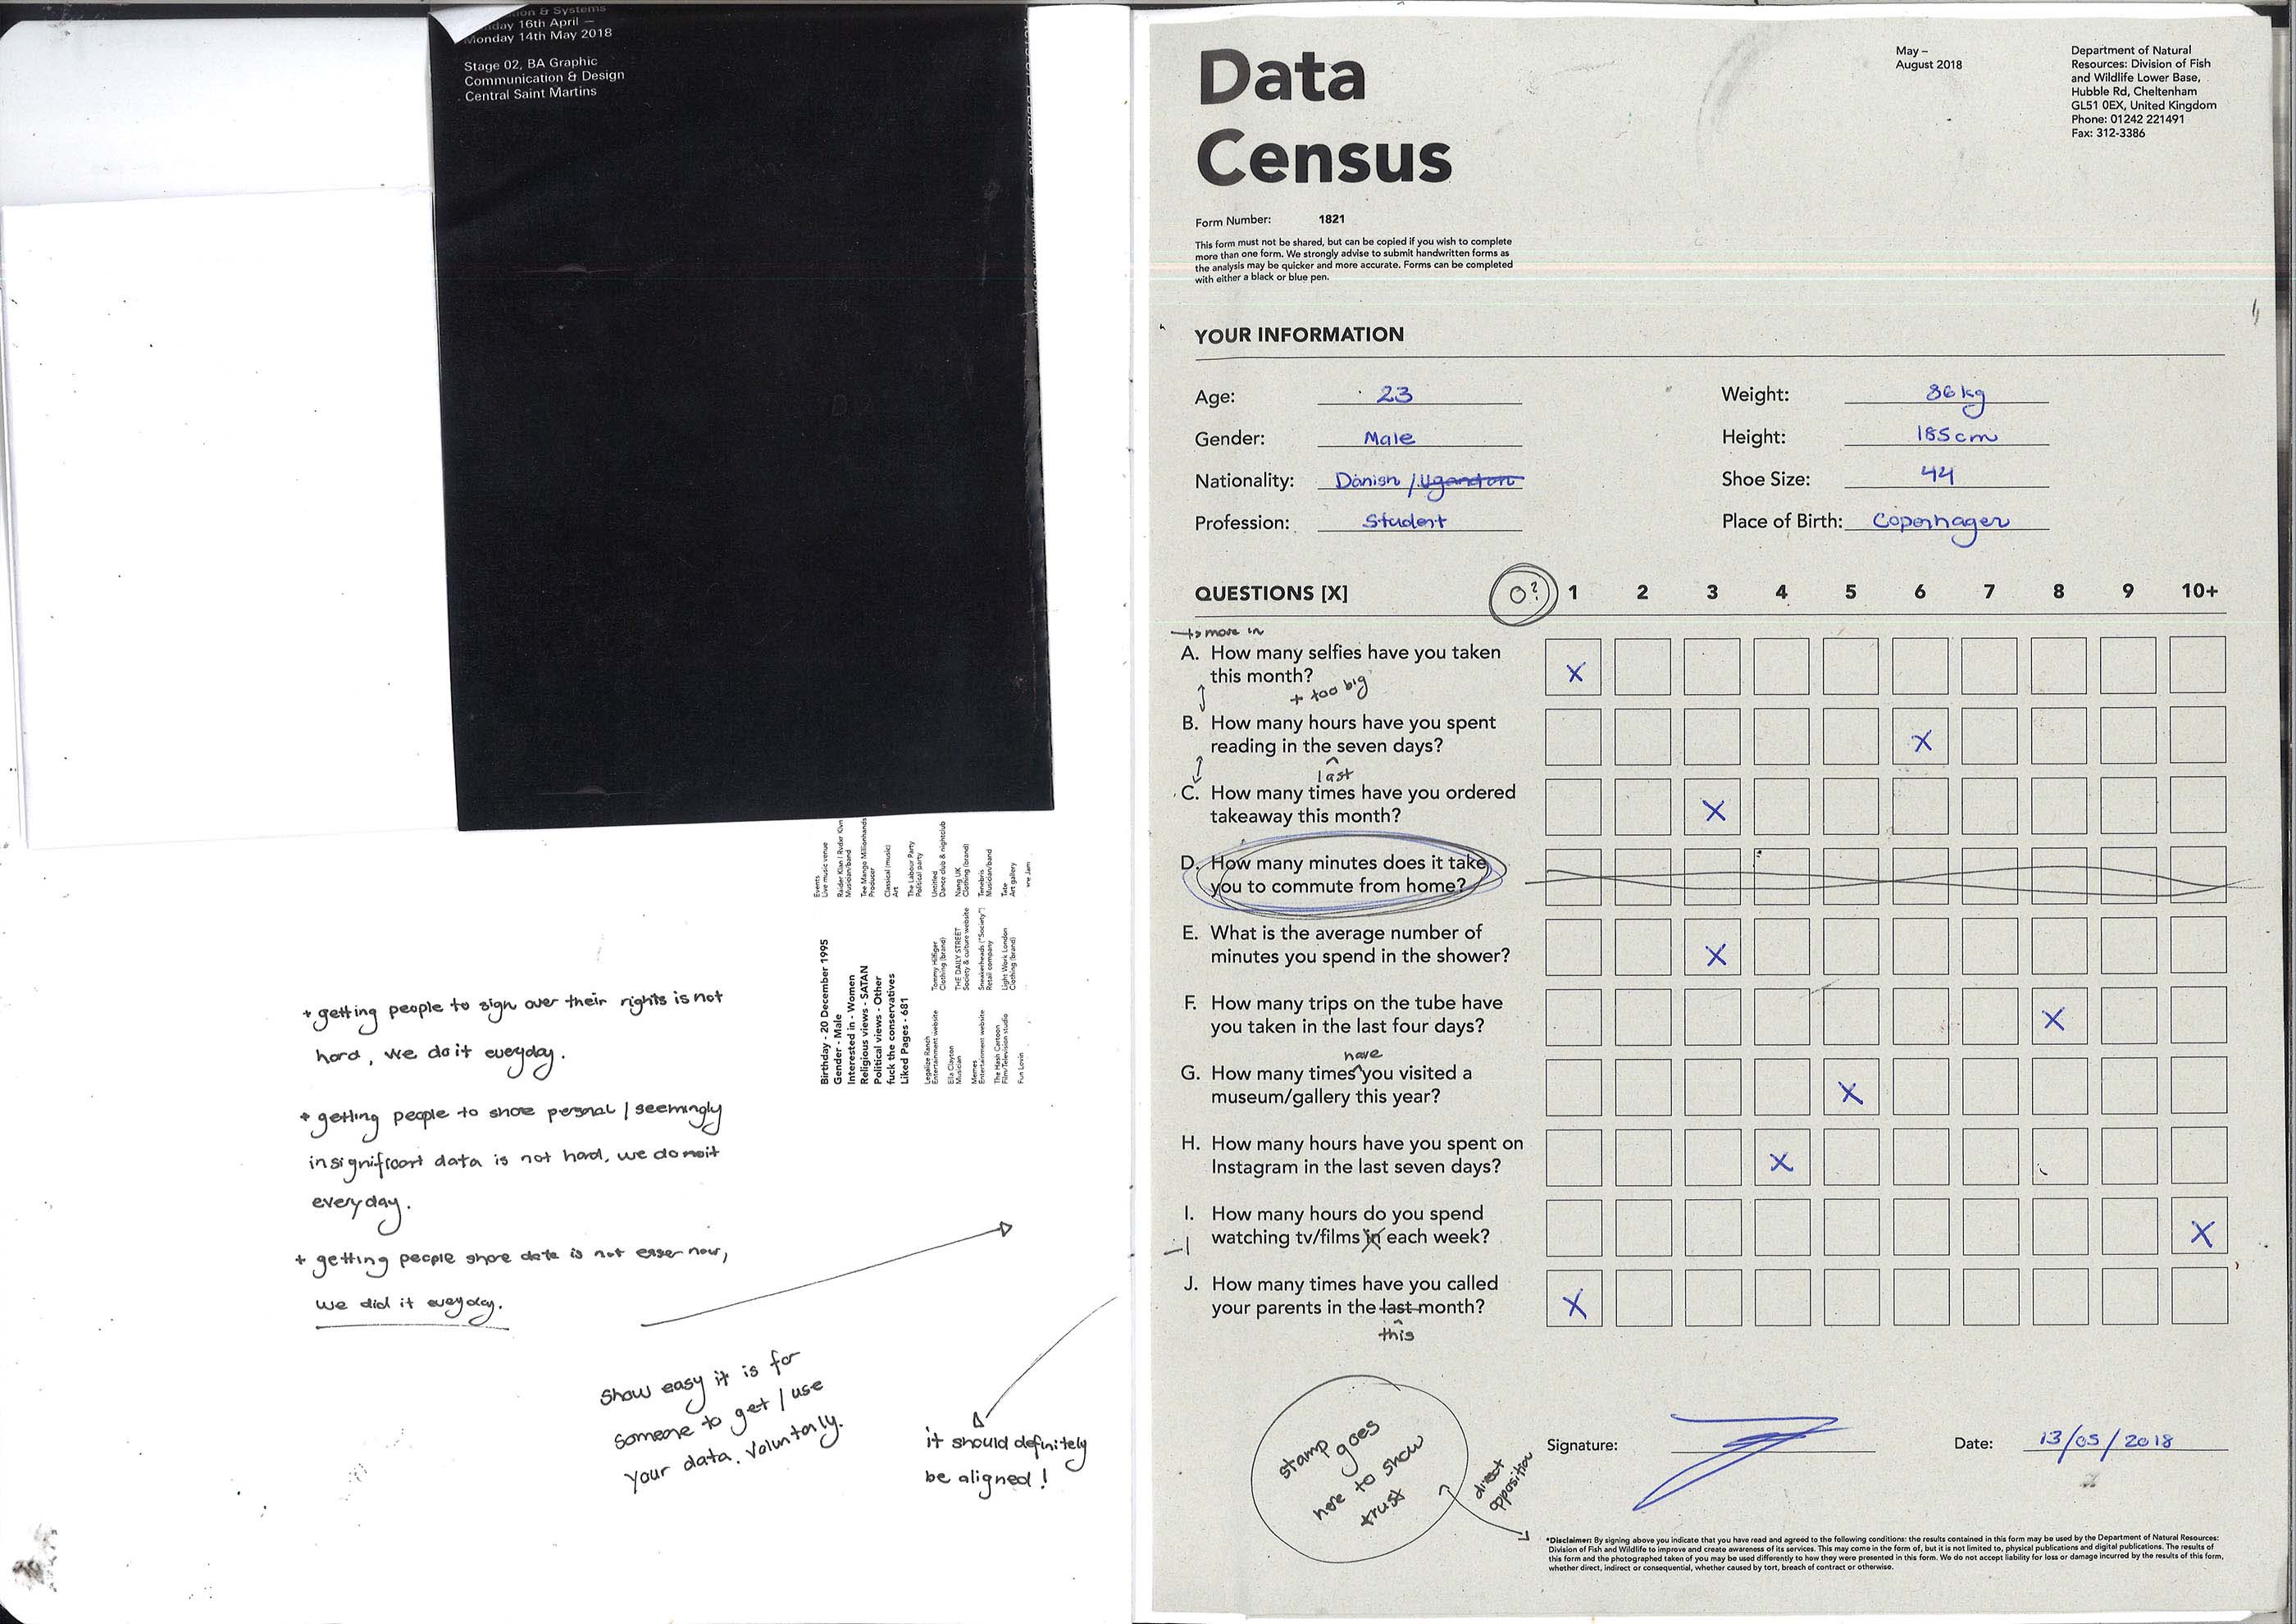 day 16th April –
Monday 14th May 2018
Stage 02, BA Graphic
Communication & Design
Central Saint Martins
Events
Live music venue
Musician/band
Tee Mango Millionhands
Producer
Classical (music)
Art
The Labour Party
Political party
Untitled
Dance club & nightclub
Nang UK
Clothing (brand)
Tenebris
Musician/band
Tate
Art gallery
Birthday - 20 December 1995
Gender - Male
Interested in - Women
Religious views - SATAN
Political views - Other
fuck the conservatives
Liked Pages - 681
Tommy Hilfiger
Clothing (brand)
THE DAILY STREET
Society & culture website
Sneakerheads ("Society")
Retail company
Light Work London
Clothing (brand)
Legalize Ranch
Entertainment website
Ella Clayton
Musician
Memes
Entertainment website
The Hash Cartoon
Film/Television studio
Fun Lovin
+ getting people to sign over their rights is not
hard, we do it everyday.
+ getting people to share personal / seemingly
insignificant data is not hard, we do it
everyday.
+ getting people share data is not easer now,
we did it everyday.
show easy it is for
someone to get / use
your data. voluntarly.
it should definitely
be aligned!
Data
Census
May –
August 2018
Department of Natural
Resources: Division of Fish
and Wildlife Lower Base,
Hubble Rd, Cheltenham
GL51 0EX, United Kingdom
Phone: 01242 221491
Fax: 312-3386
Form Number: 1821
This form must not be shared, but can be copied if you wish to complete
more than one form. We strongly advise to submit handwritten forms as
the analysis may be quicker and more accurate. Forms can be completed
with either a black or blue pen.
YOUR INFORMATION
Age: 23 Weight: 86kg
Gender: Male Height: 185cm
Nationality: Danish / Ugandan Shoe Size: 44
Profession: Student Place of Birth: Copenhagen
QUESTIONS [X] 0? 1 2 3 4 5 6 7 8 9 10+
→ move in
A. How many selfies have you taken
this month? X
+ too big
B. How many hours have you spent
reading in the seven days? X
last
C. How many times have you ordered
takeaway this month? X
D. How many minutes does it take
you to commute from home?
E. What is the average number of
minutes you spend in the shower? X
F. How many trips on the tube have
you taken in the last four days? X
have
G. How many times you visited a
museum/gallery this year? X
H. How many hours have you spent on
Instagram in the last seven days? X
I. How many hours do you spend
watching tv/films in each week? X
J. How many times have you called
your parents in the last month? X
this
stamp goes
here to show
trust
direct
opposition
Signature: Date: 13/05/2018
*Disclaimer: By signing above you indicate that you have read and agreed to the following conditions: the results contained in this form may be used by the Department of Natural Resources:
Division of Fish and Wildlife to improve and create awareness of its services. This may come in the form of, but it is not limited to, physical publications and digital publications. The results of
this form and the photographed taken of you may be used differently to how they were presented in this form. We do not accept liability for loss or damage incurred by the results of this form,
whether direct, indirect or consequential, whether caused by tort, breach of contract or otherwise.